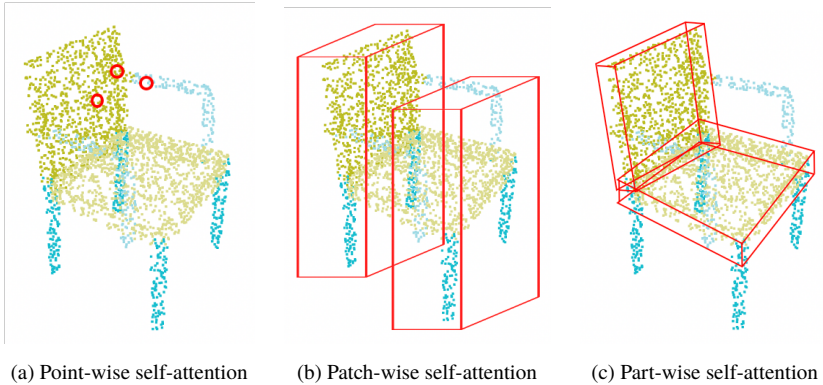 (a) Point-wise self-attention
(b) Patch-wise self-attention
(c) Part-wise self-attention